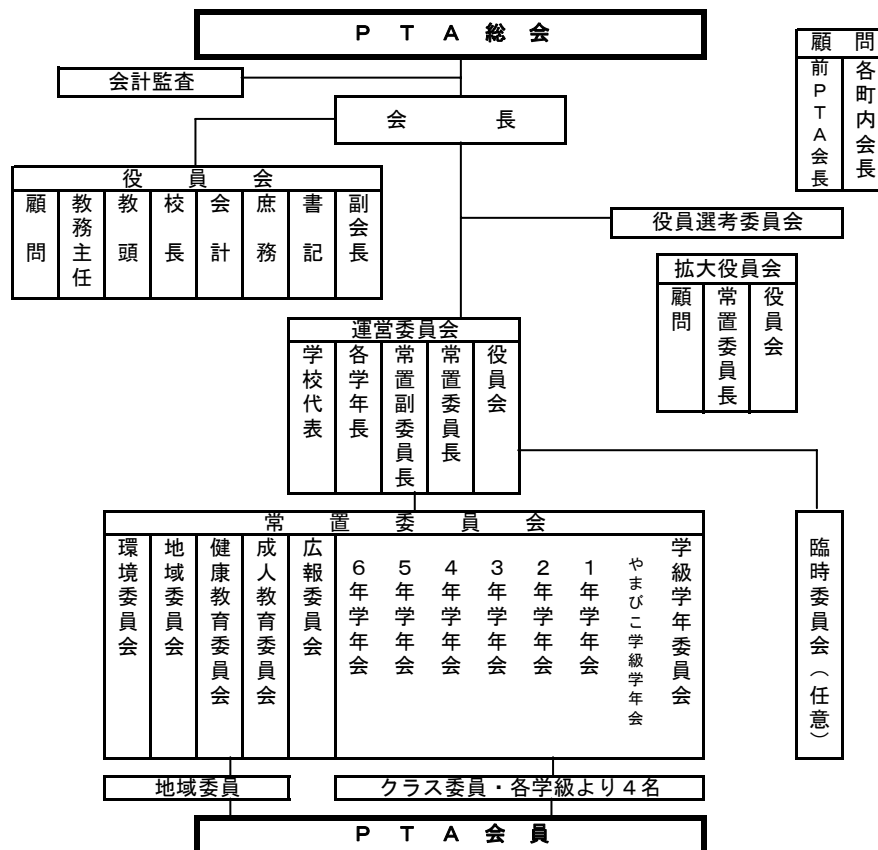 ＰＴＡ総会
会計監査
会長
顧問
各町内会長
前ＰＴＡ会長
役員会
副会長
書記
庶務
会計
校長
教頭
教務主任
顧問
役員選考委員会
拡大役員会
役員会
常置委員長
顧問
運営委員会
役員会
常置委員長
常置副委員長
各学年長
学校代表
常置委員会
学級学年委員会
やまびこ学級学年会
１年学年会
２年学年会
３年学年会
４年学年会
５年学年会
６年学年会
広報委員会
成人教育委員会
健康教育委員会
地域委員会
環境委員会
臨時委員会（任意）
地域委員
クラス委員・各学級より４名
ＰＴＡ会員